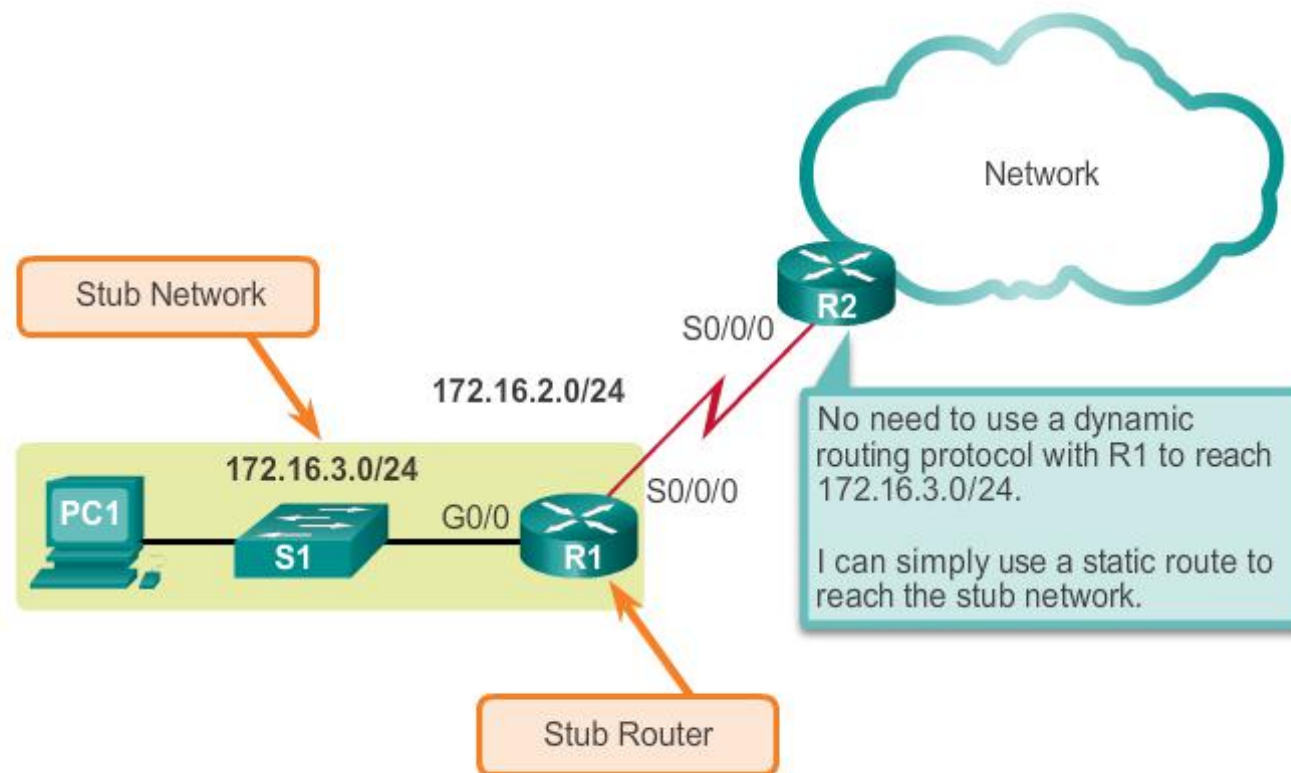 Network
Stub Network
R2
S0/0/0
172.16.2.0/24
No need to use a dynamic
routing protocol with R1 to reach
172.16.3.0/24.
I can simply use a static route to
reach the stub network.
172.16.3.0/24
S0/0/0
PC1
G0/0
S1
R1
Stub Router